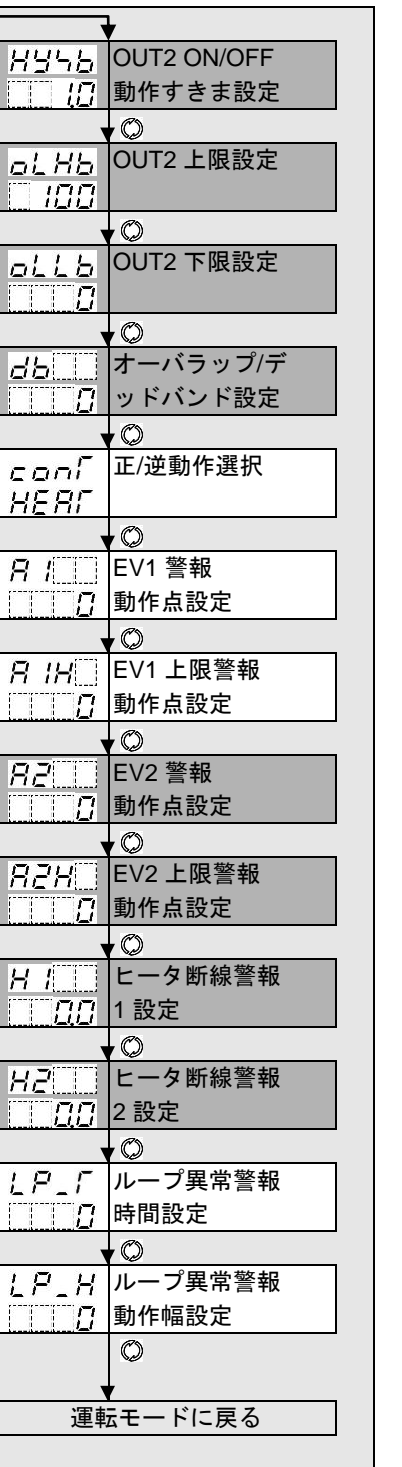 HYSb
OUT2 ON/OFF
1.0
動作すきま設定
oLHb
OUT2 上限設定
100
oLLb
OUT2 下限設定
0
db
オーバラップ/デ
0
ッドバンド設定
conT
正/逆動作選択
HEAT
A1
EV1 警報
0
動作点設定
A1H
EV1 上限警報
0
動作点設定
A2
EV2 警報
0
動作点設定
A2H
EV2 上限警報
0
動作点設定
H1
ヒータ断線警報
0.0
1 設定
H2
ヒータ断線警報
0.0
2 設定
LP_T
ループ異常警報
0
時間設定
LP_H
ループ異常警報
0
動作幅設定
運転モードに戻る